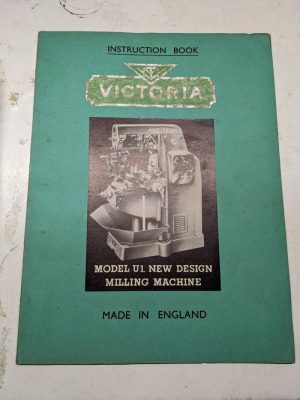 INSTRUCTION BOOK
VICTORIA
MODEL U1. NEW DESIGN
MILLING MACHINE
MADE IN ENGLAND